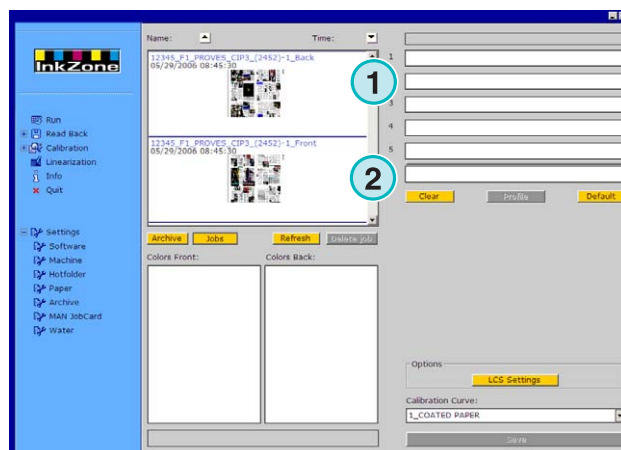 Name:
Time:
InkZone
12345_F1_PROVES_CIP3_(2452)-1_Back
05/29/2006 08:45:30
1
1
3
4
5
2
12345_F1_PROVES_CIP3_(2452)-1_Front
05/29/2006 08:45:30
Run
Read Back
Calibration
Linearization
Info
Quit
Clear
Profile
Default
Settings
Software
Machine
Hotfolder
Paper
Archive
MAN JobCard
Water
Archive
Jobs
Refresh
Delete job
Colors Front:
Colors Back:
Options
LCS Settings
Calibration Curve:
1_COATED PAPER
Save